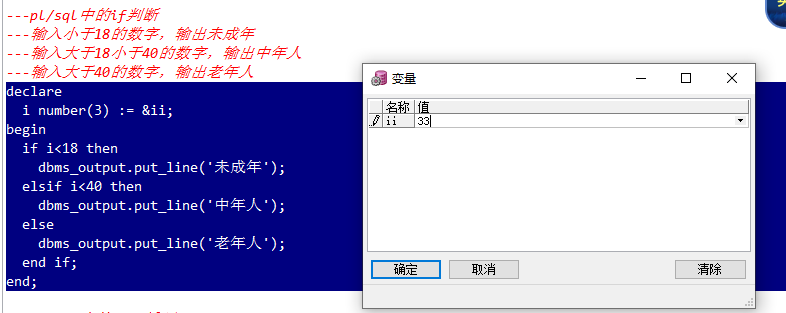 ---pl/sql中的if判断
---输入小于18的数字，输出未成年
---输入大于18小于40的数字，输出中年人
---输入大于40的数字，输出老年人
declare
  i number(3) := &ii;
begin
  if i<18 then
    dbms_output.put_line('未成年');
  elsif i<40 then
    dbms_output.put_line('中年人');
  else
    dbms_output.put_line('老年人');
  end if;
end;
变量
名称 值
ii 33
确定 取消 清除